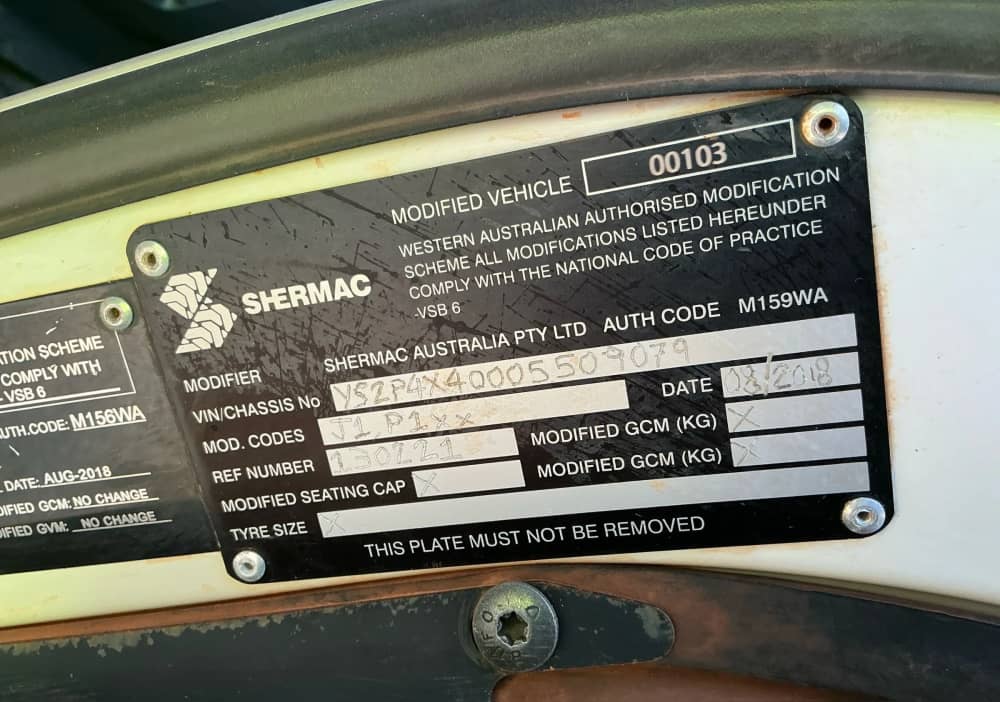 MODIFIED VEHICLE 00103
WESTERN AUSTRALIAN AUTHORISED MODIFICATION
SCHEME ALL MODIFICATIONS LISTED HEREUNDER
COMPLY WITH THE NATIONAL CODE OF PRACTICE
-VSB 6
SHERMAC
MODIFIER SHERMAC AUSTRALIA PTY LTD AUTH CODE M159WA
VIN/CHASSIS No YS2P4X40005509079
MOD. CODES J1, P1xx DATE 08/2018
REF NUMBER 130221 MODIFIED GCM (KG) X
MODIFIED SEATING CAP X MODIFIED GCM (KG) X
TYRE SIZE X
THIS PLATE MUST NOT BE REMOVED
SCHEME
COMPLY WITH
- VSB 6
CODE: M156WA
DATE: AUG-2018
GCM: NO CHANGE
GVM: NO CHANGE